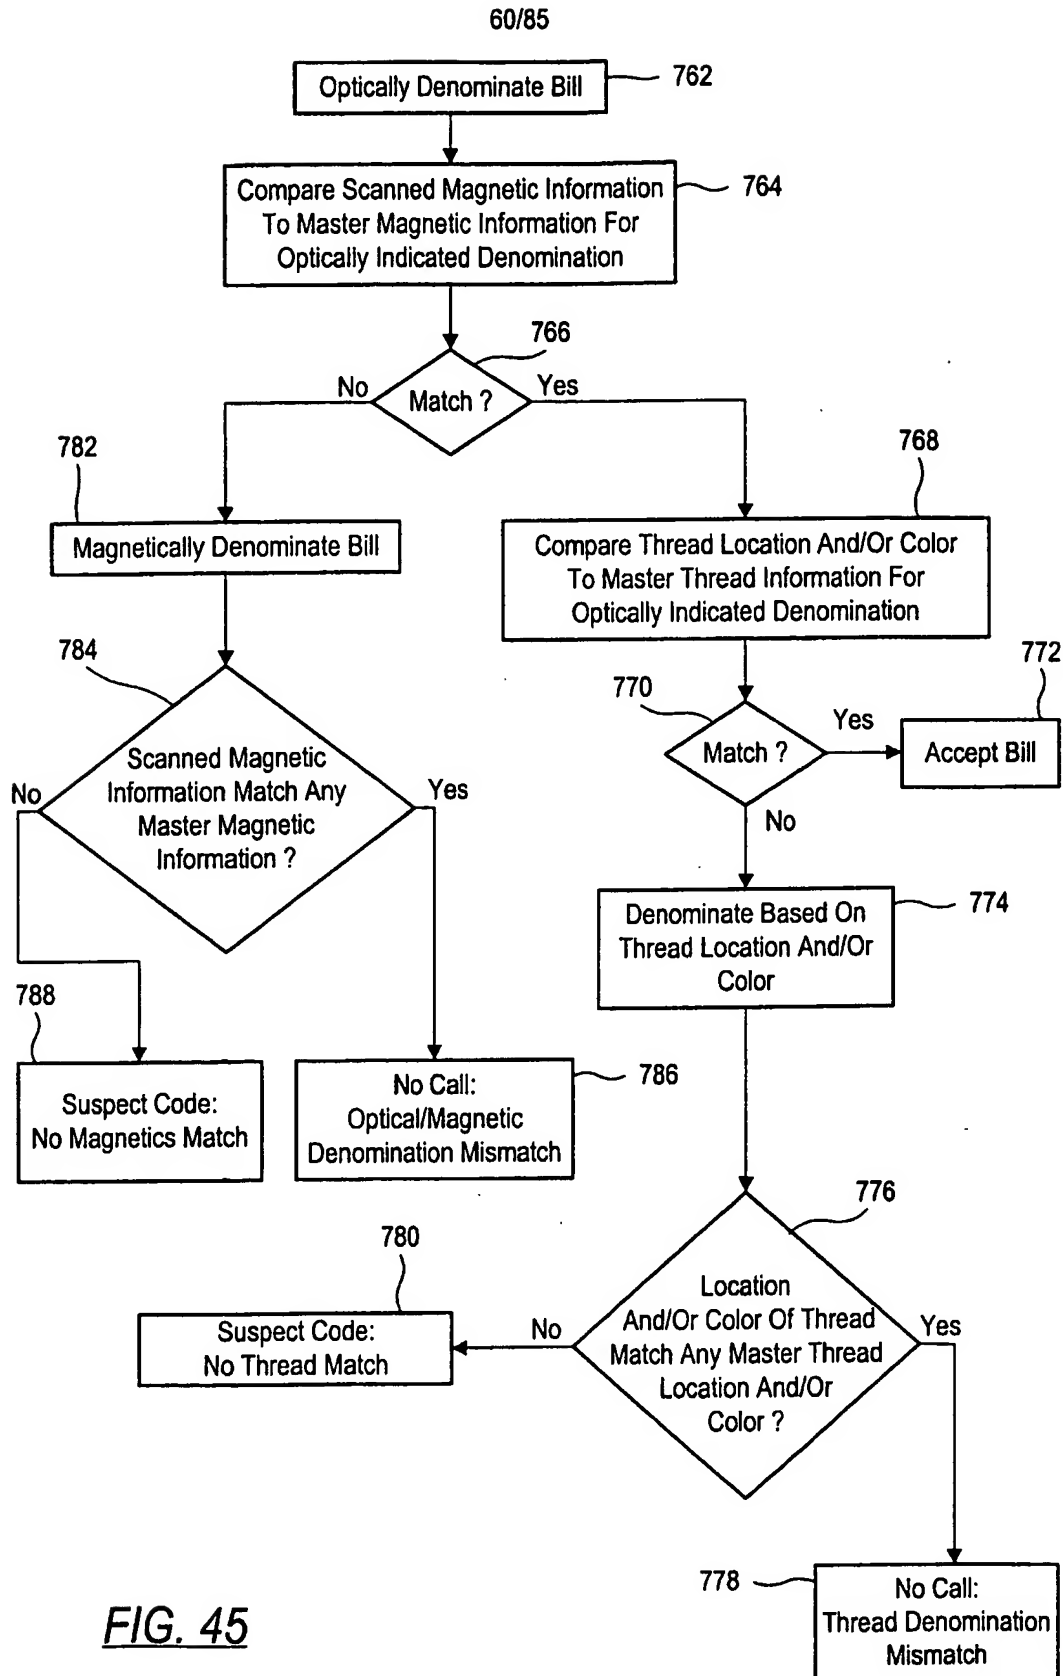 60/85
Optically Denominate Bill
762
Compare Scanned Magnetic Information
To Master Magnetic Information For
Optically Indicated Denomination
764
766
No
Match ?
Yes
782
768
Magnetically Denominate Bill
Compare Thread Location And/Or Color
To Master Thread Information For
Optically Indicated Denomination
784
770
772
Scanned Magnetic
Information Match Any
Master Magnetic
Information ?
No
Yes
Match ?
Yes
Accept Bill
No
Denominate Based On
Thread Location And/Or
Color
774
788
Suspect Code:
No Magnetics Match
No Call:
Optical/Magnetic
Denomination Mismatch
786
776
780
Suspect Code:
No Thread Match
No
Location
And/Or Color Of Thread
Match Any Master Thread
Location And/Or
Color ?
Yes
778
No Call:
Thread Denomination
Mismatch
FIG. 45